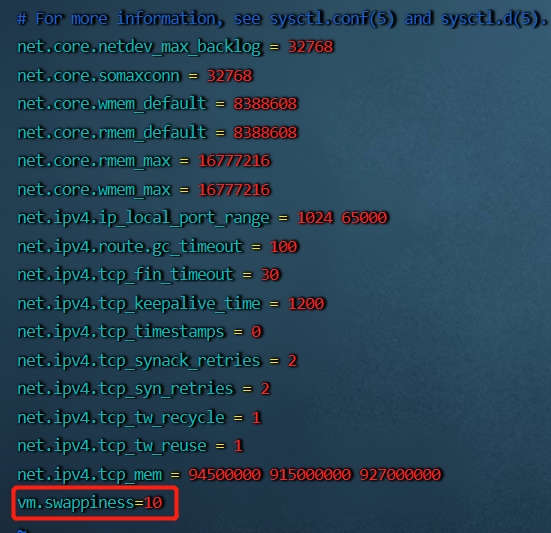 # For more information, see sysctl.conf(5) and sysctl.d(5).
net.core.netdev_max_backlog = 32768
net.core.somaxconn = 32768
net.core.wmem_default = 8388608
net.core.rmem_default = 8388608
net.core.rmem_max = 16777216
net.core.wmem_max = 16777216
net.ipv4.ip_local_port_range = 1024 65000
net.ipv4.route.gc_timeout = 100
net.ipv4.tcp_fin_timeout = 30
net.ipv4.tcp_keepalive_time = 1200
net.ipv4.tcp_timestamps = 0
net.ipv4.tcp_synack_retries = 2
net.ipv4.tcp_syn_retries = 2
net.ipv4.tcp_tw_recycle = 1
net.ipv4.tcp_tw_reuse = 1
net.ipv4.tcp_mem = 94500000 915000000 927000000
vm.swappiness=10
~